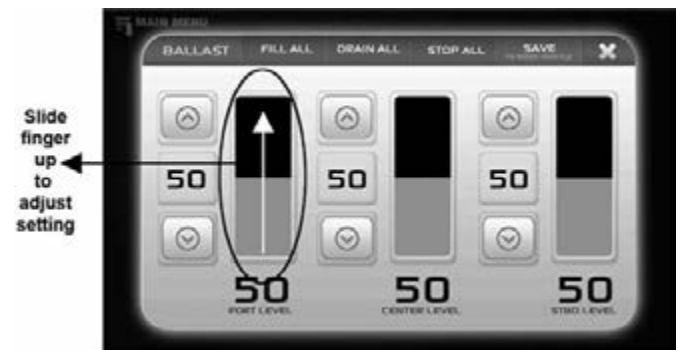 MAIN MENU
BALLAST FILL ALL DRAIN ALL STOP ALL SAVE
Slide
finger
up
to
adjust
setting
50 50 50
50 50 50
PORT LEVEL CENTER LEVEL STBD LEVEL